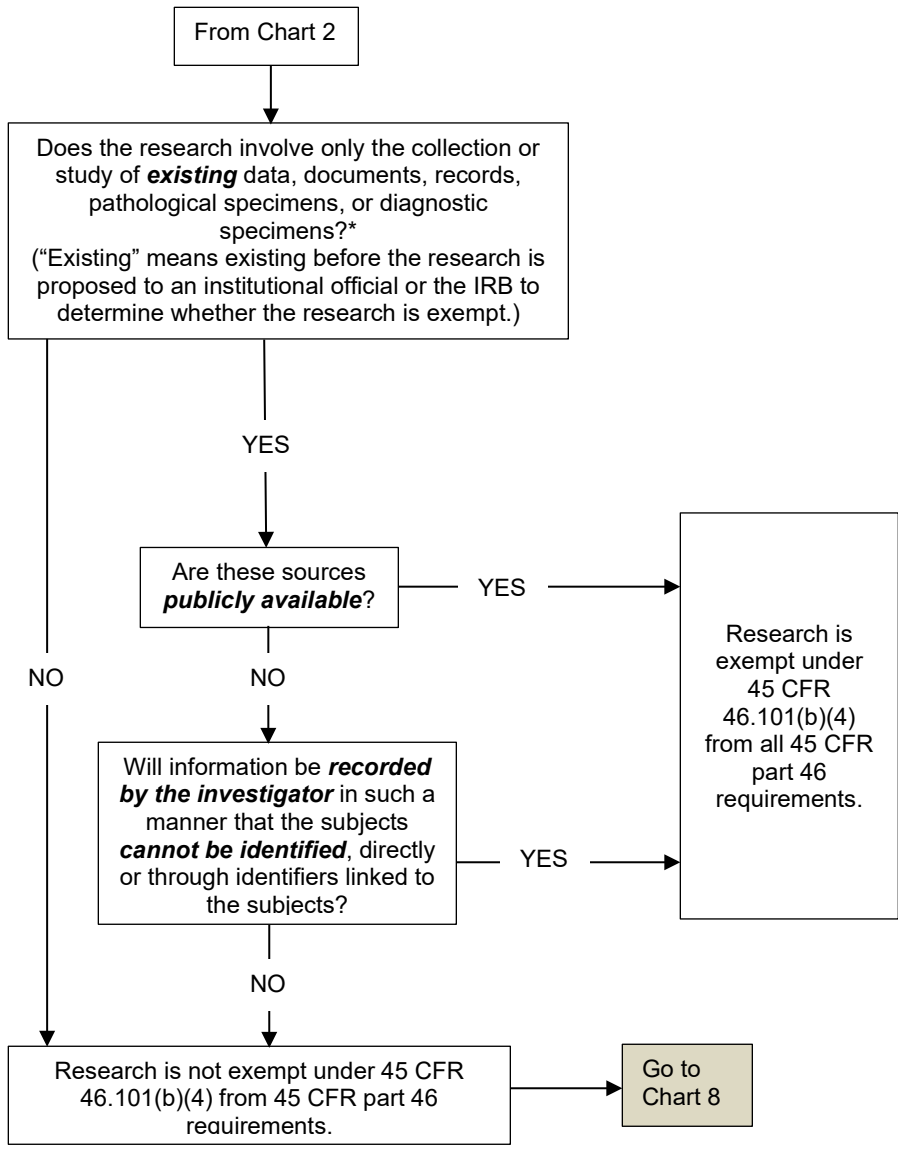 From Chart 2
Does the research involve only the collection or
study of existing data, documents, records,
pathological specimens, or diagnostic
specimens?*
(“Existing” means existing before the research is
proposed to an institutional official or the IRB to
determine whether the research is exempt.)
YES
Are these sources
publicly available?
YES
NO
NO
Will information be recorded
by the investigator in such a
manner that the subjects
cannot be identified, directly
or through identifiers linked to
the subjects?
YES
Research is
exempt under
45 CFR
46.101(b)(4)
from all 45 CFR
part 46
requirements.
NO
Research is not exempt under 45 CFR
46.101(b)(4) from 45 CFR part 46
requirements.
Go to
Chart 8